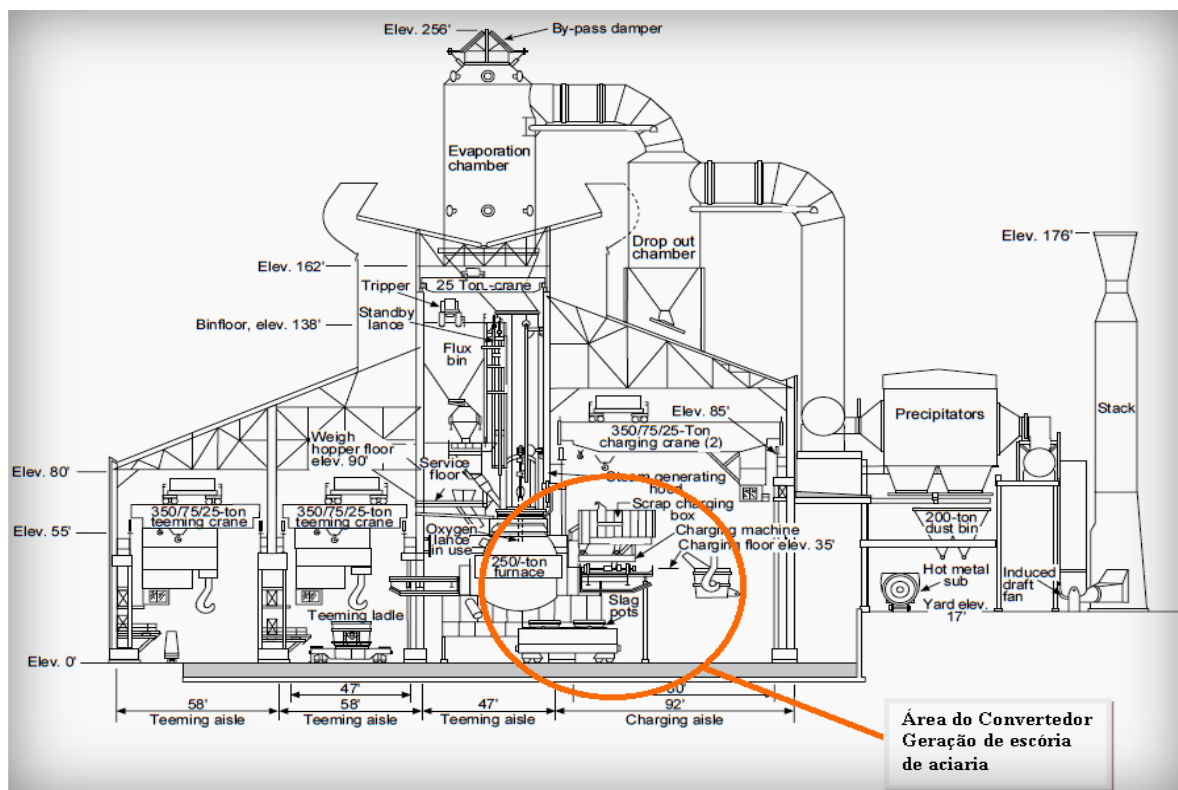 Elev. 256'
By-pass damper
Evaporation
chamber
Drop out
chamber
Elev. 176'
Elev. 162'
25 Ton-crane
Tripper
Standby
lance
Binfloor, elev. 138'
Flux
bin
Elev. 85'
350/75/25-Ton
charging crane (2)
Precipitators
Stack
Weigh
hopper floor
elev. 90'
Elev. 80'
Service
floor
Steam generating
hood
Scrap charging
box
350/75/25-ton
teeming crane
350/75/25-ton
teeming crane
Elev. 55'
Oxygen
lance
in use
Charging machine
Charging floor elev. 35'
200-ton
dust bin
250/-ton
furnace
Hot metal
sub
Induced
draft
fan
Yard elev.
17'
Teeming ladle
Slag
pots
Elev. 0'
47'
58'
58'
47'
92'
Teeming aisle
Teeming aisle
Teeming aisle
Charging aisle
Área do Convertedor
Geração de escória
de aciaria